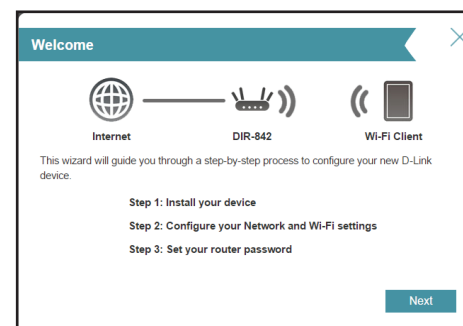 Welcome
Internet DIR-842 Wi-Fi Client
This wizard will guide you through a step-by-step process to configure your new D-Link
device.
Step 1: Install your device
Step 2: Configure your Network and Wi-Fi settings
Step 3: Set your router password
Next